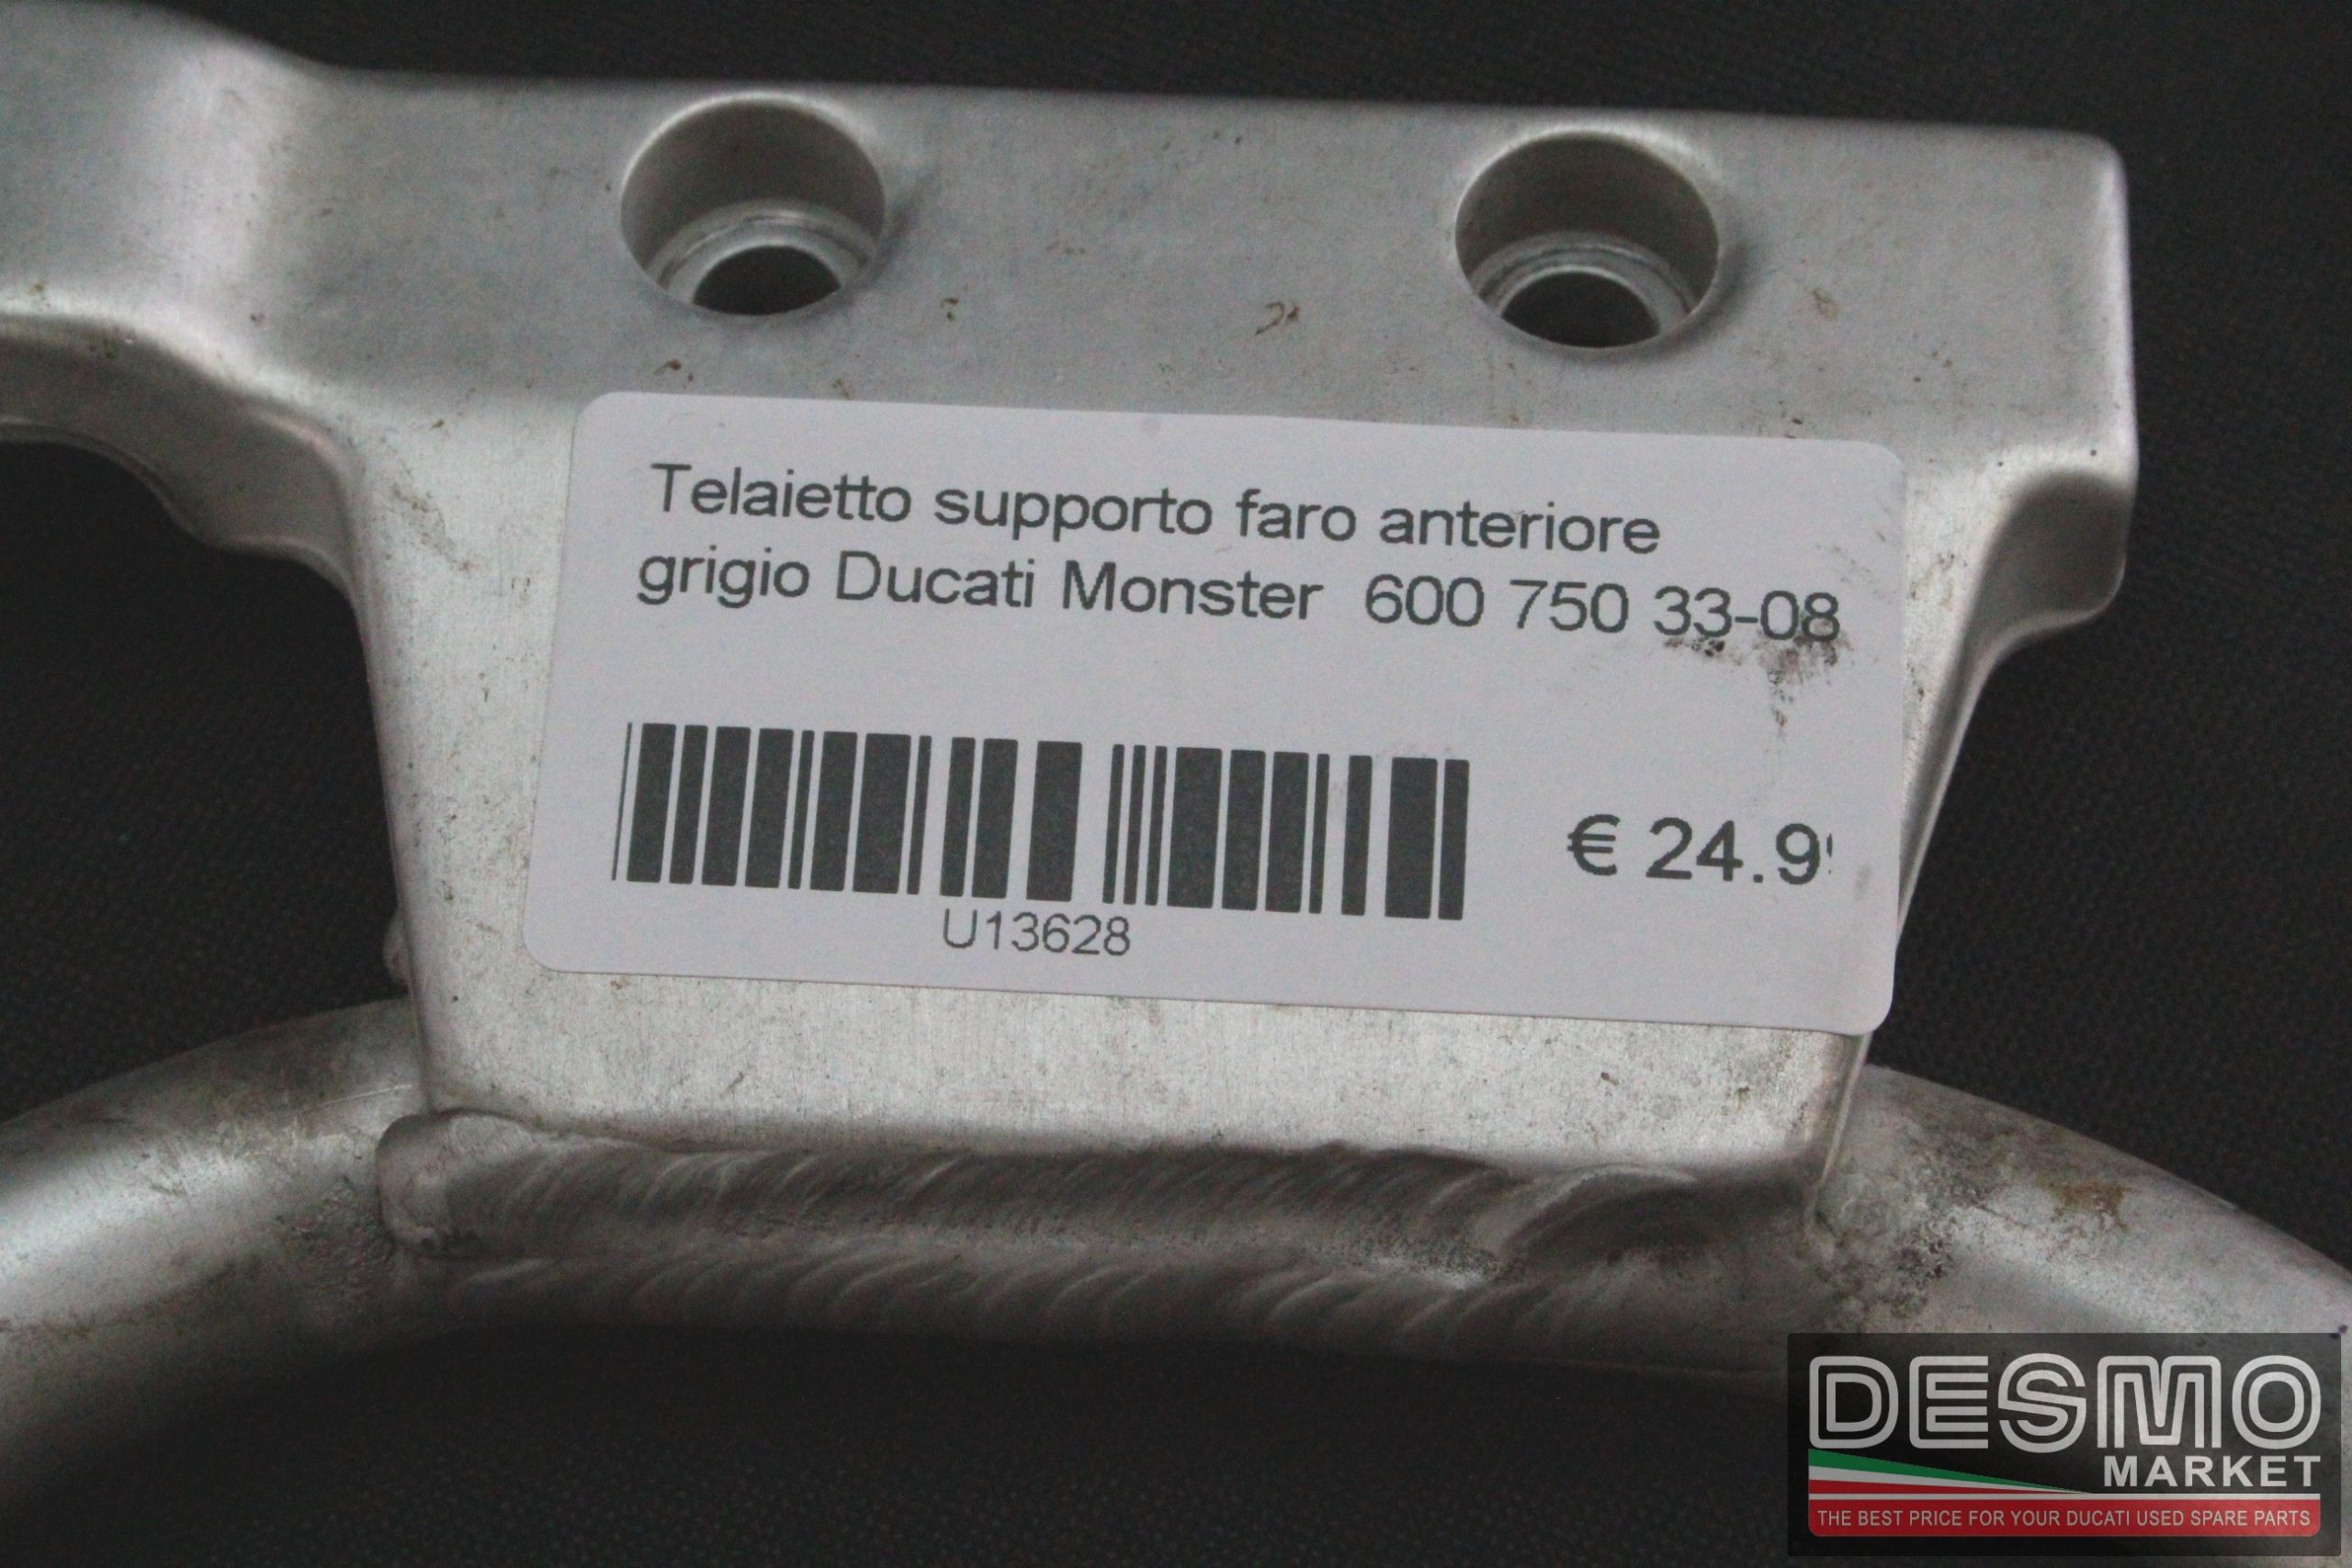 Telaietto supporto faro anteriore
grigio Ducati Monster 600 750 33-08
€ 24.9
U13628
DESMO
MARKET
THE BEST PRICE FOR YOUR DUCATI USED SPARE PARTS